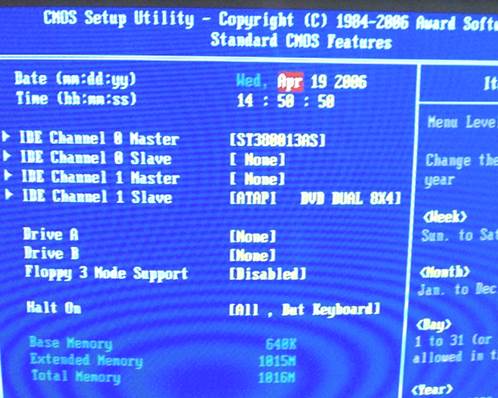 CMOS Setup Utility - Copyright (C) 1984-2006 Award Softw
Standard CMOS Features
Date (mm:dd:yy) Wed, Apr 19 2006
Time (hh:mm:ss) 14 : 50 : 50
IDE Channel 0 Master [ST380013AS]
IDE Channel 0 Slave [ None]
IDE Channel 1 Master [ None]
IDE Channel 1 Slave [ATAPI DVD DUAL 8X4]
Drive A [None]
Drive B [None]
Floppy 3 Mode Support [Disabled]
Halt On [All , But Keyboard]
Base Memory 640K
Extended Memory 1015M
Total Memory 1016M
It
Menu Leve
Change the
year
<Week>
Sun. to Sat
<Month>
Jan. to Dec
<Day>
1 to 31 (or
allowed in t
<Year>